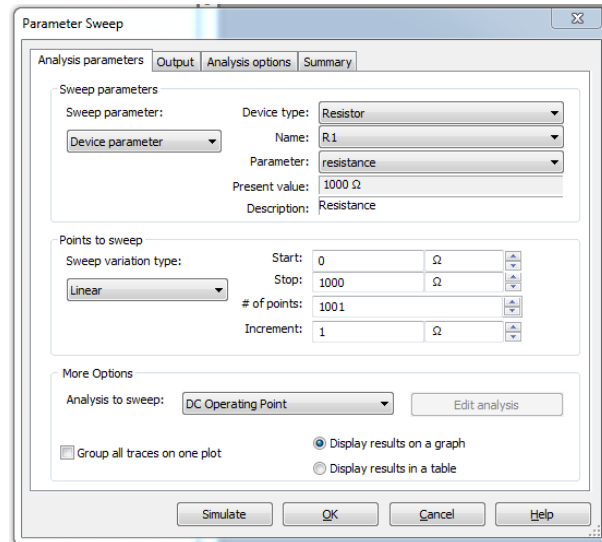 Parameter Sweep
Analysis parameters Output Analysis options Summary
Sweep parameters
Sweep parameter:
Device parameter
Device type: Resistor
Name: R1
Parameter: resistance
Present value: 1000 Ω
Description: Resistance
Points to sweep
Sweep variation type:
Linear
Start: 0 Ω
Stop: 1000 Ω
# of points: 1001
Increment: 1 Ω
More Options
Analysis to sweep: DC Operating Point Edit analysis
Group all traces on one plot
Display results on a graph
Display results in a table
Simulate OK Cancel Help